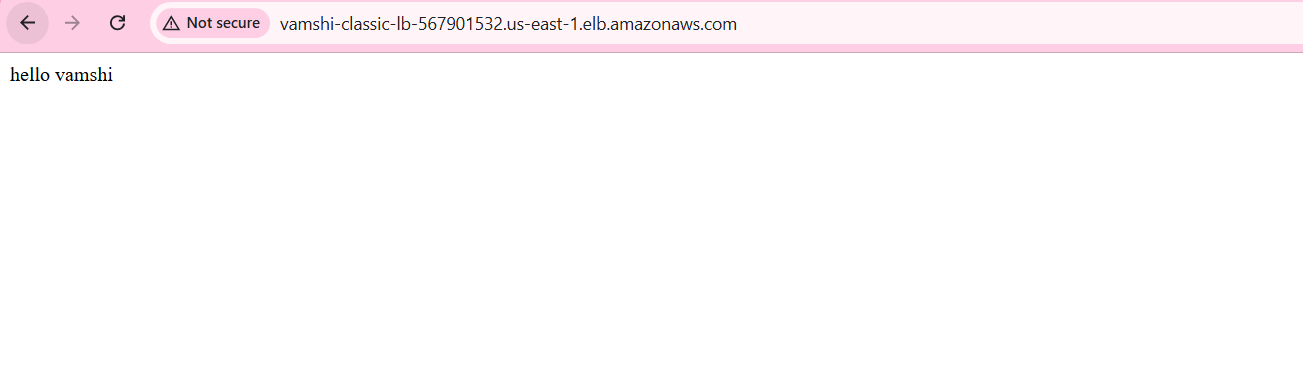 Not secure vamshi-classic-lb-567901532.us-east-1.elb.amazonaws.com
hello vamshi